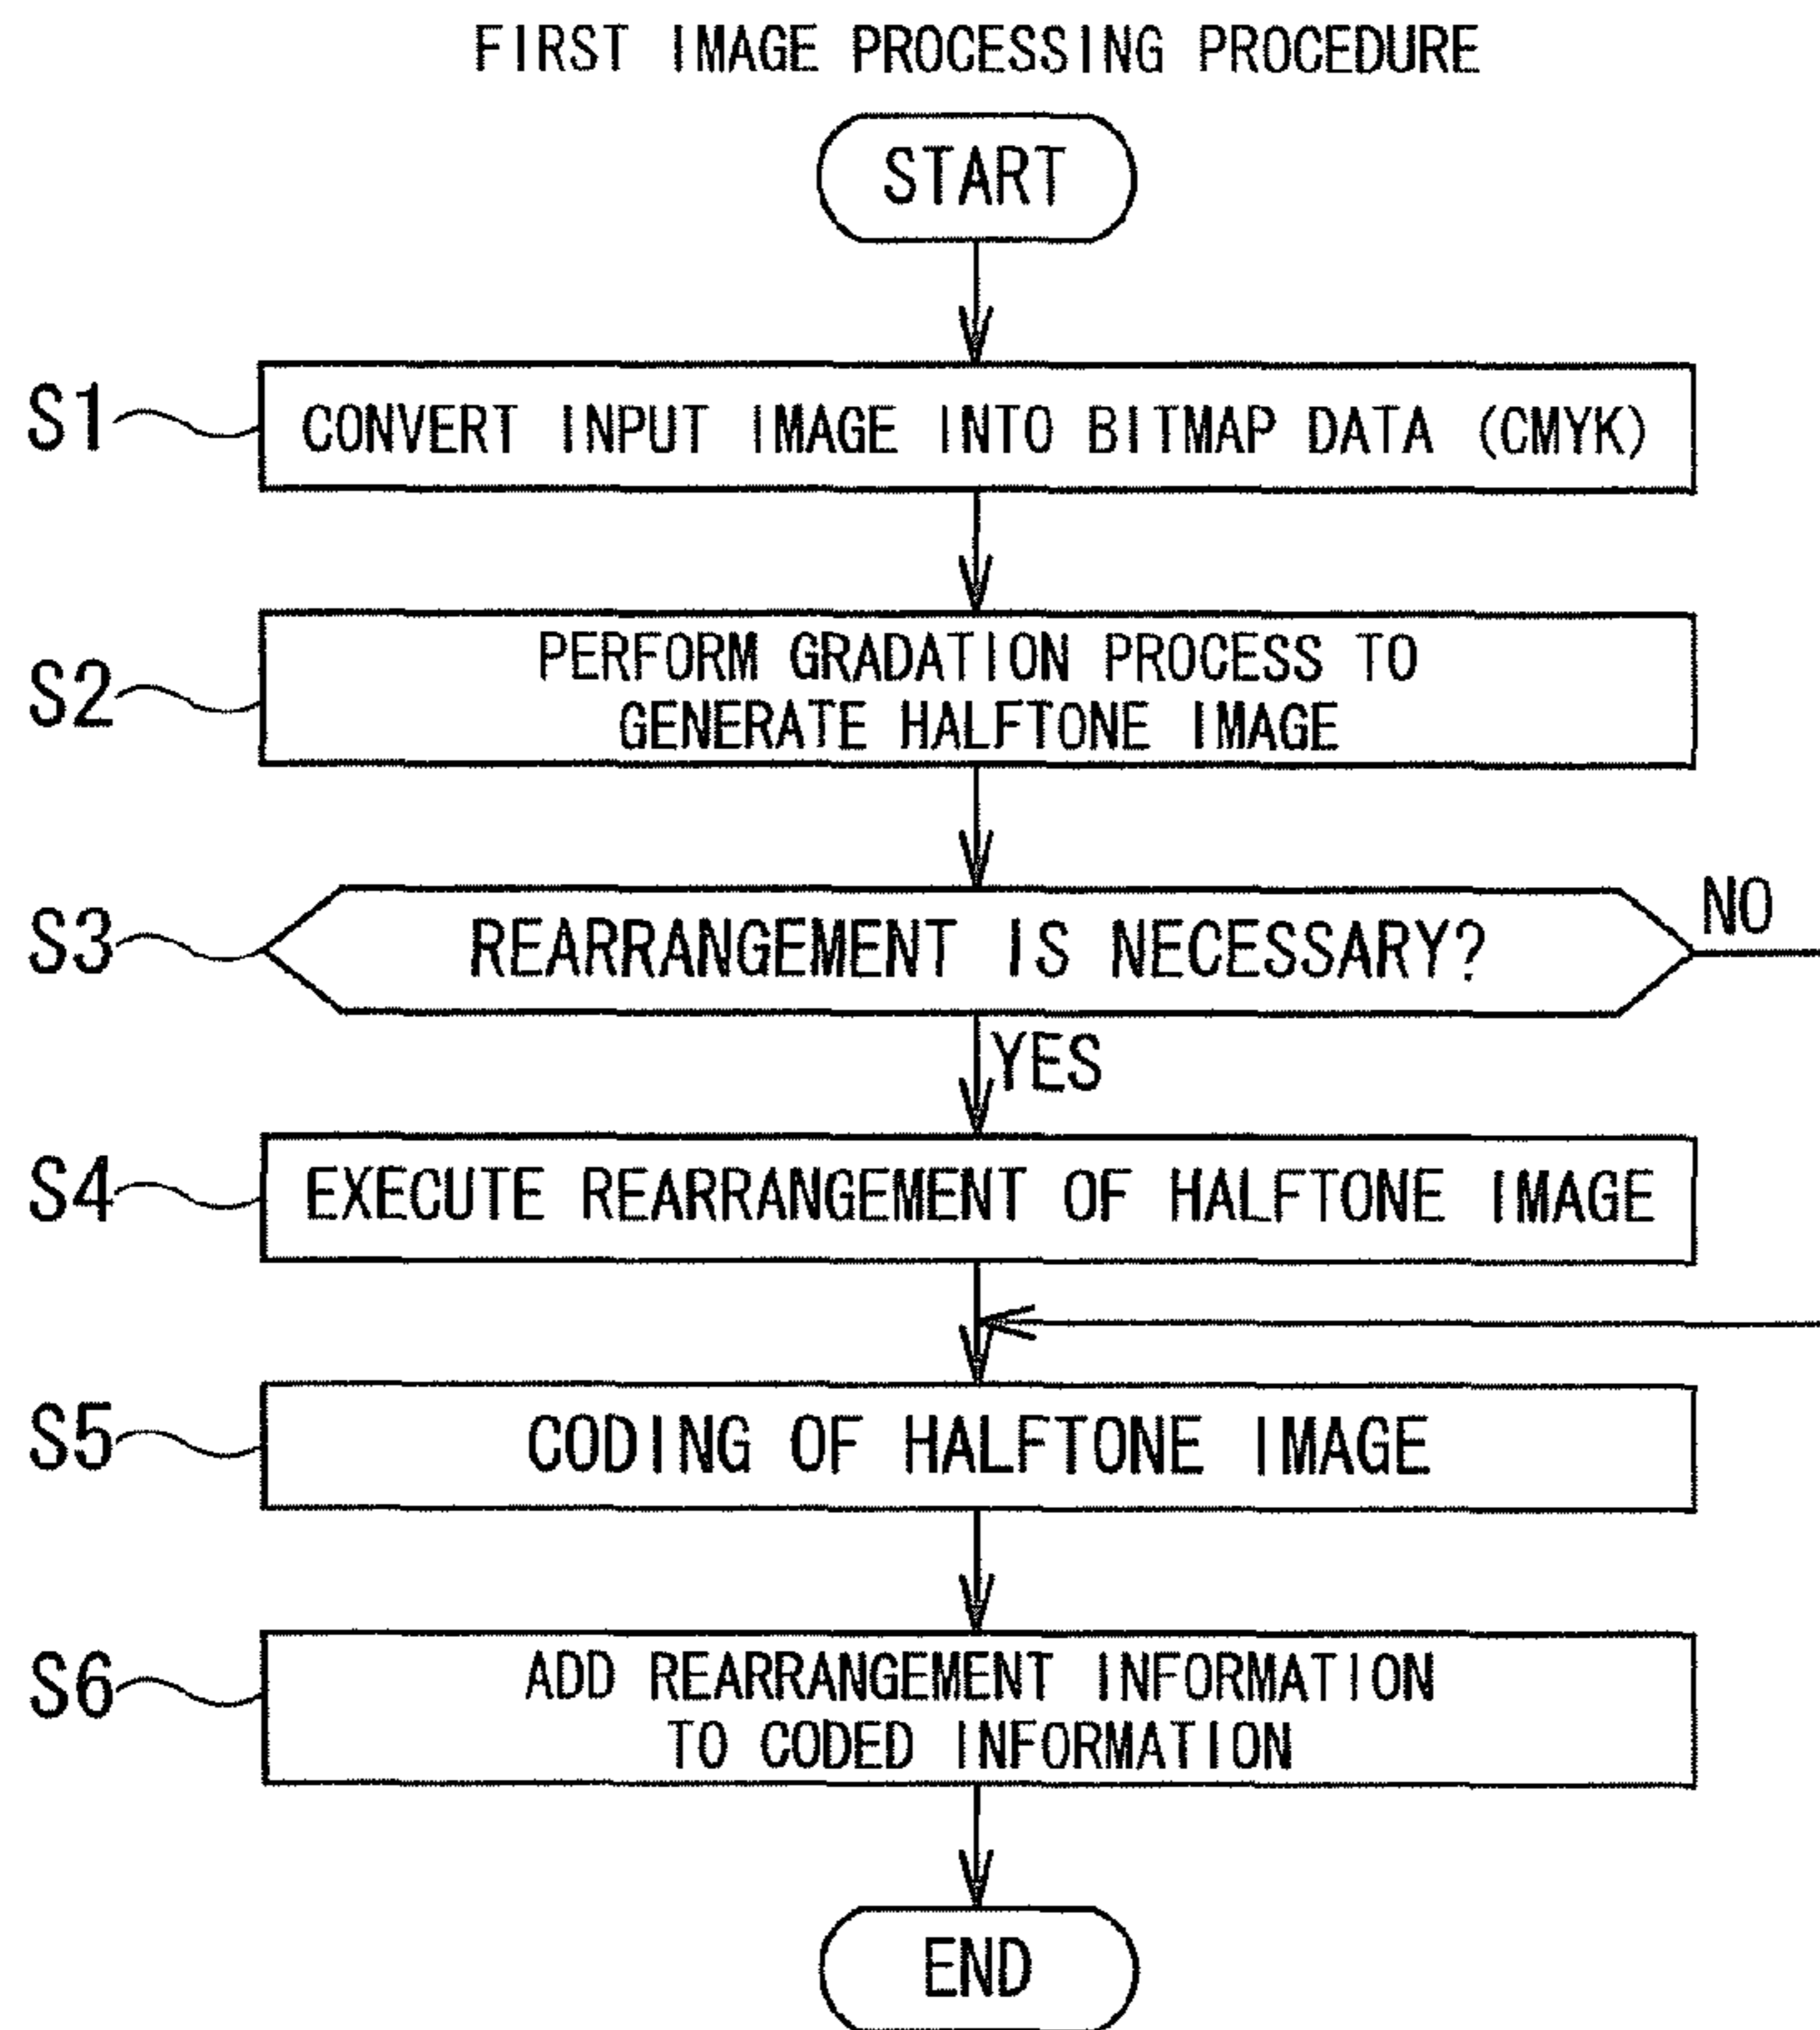 FIRST IMAGE PROCESSING PROCEDURE
START
S1
CONVERT INPUT IMAGE INTO BITMAP DATA (CMYK)
S2
PERFORM GRADATION PROCESS TO
GENERATE HALFTONE IMAGE
S3
REARRANGEMENT IS NECESSARY?
NO
YES
S4
EXECUTE REARRANGEMENT OF HALFTONE IMAGE
S5
CODING OF HALFTONE IMAGE
S6
ADD REARRANGEMENT INFORMATION
TO CODED INFORMATION
END